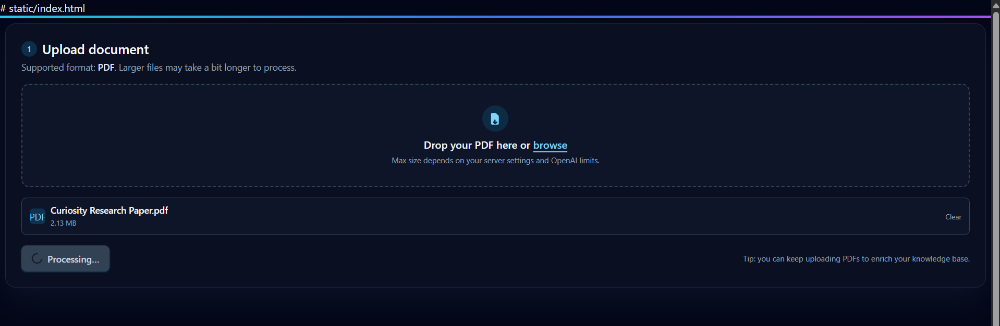 # static/index.html
1 Upload document
Supported format: PDF. Larger files may take a bit longer to process.
Drop your PDF here or browse
Max size depends on your server settings and OpenAI limits.
PDF
Curiosity Research Paper.pdf
2.13 MB
Clear
Processing...
Tip: you can keep uploading PDFs to enrich your knowledge base.